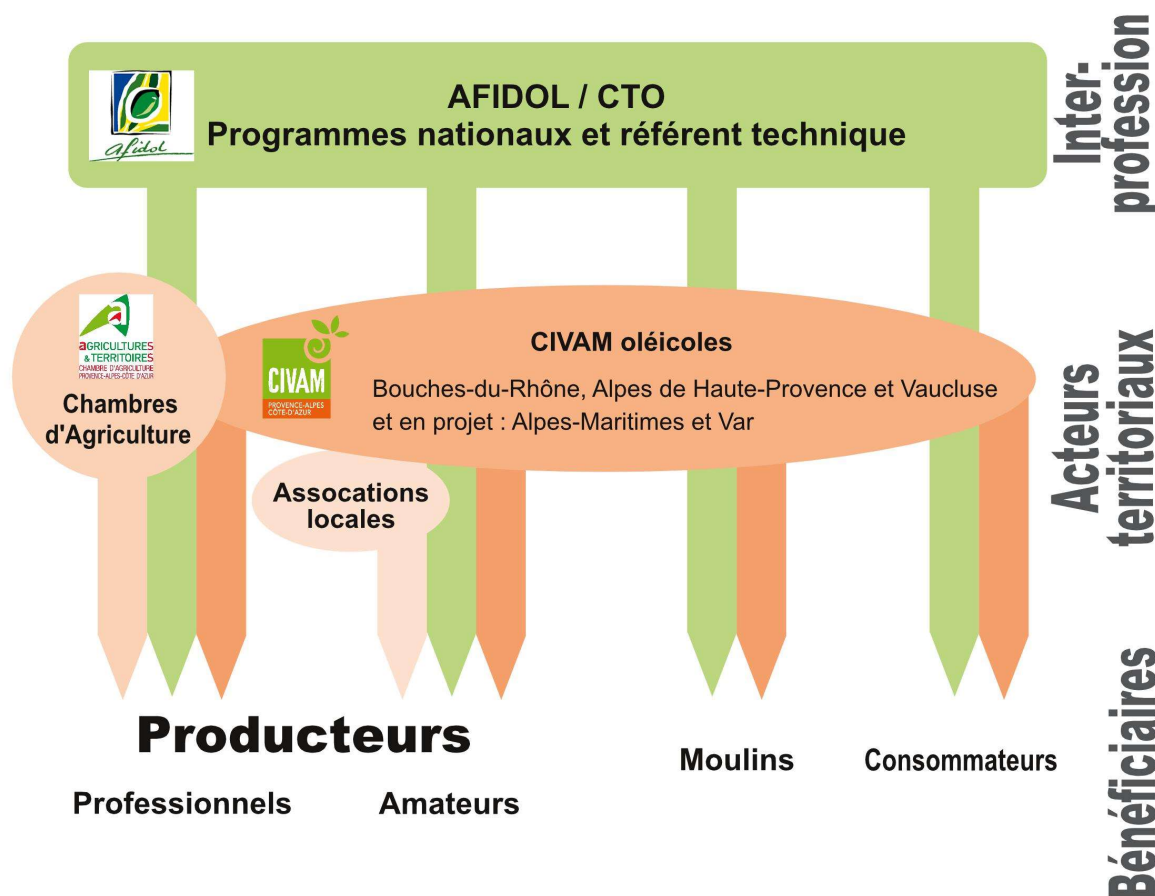 AFIDOL / CTO
Programmes nationaux et référent technique
afidol
Inter-
profession
aGRICULTURES
& TERRITOIRES
CHAMBRE D'AGRICULTURE
PROVENCE-ALPES-CÔTE D'AZUR
Chambres
d'Agriculture
CIVAM
PROVENCE-ALPES
CÔTE-D'AZUR
CIVAM oléicoles
Bouches-du-Rhône, Alpes de Haute-Provence et Vaucluse
et en projet : Alpes-Maritimes et Var
Assocations
locales
Acteurs
territoriaux
Producteurs
Professionnels
Amateurs
Moulins
Consommateurs
Bénéficiaires